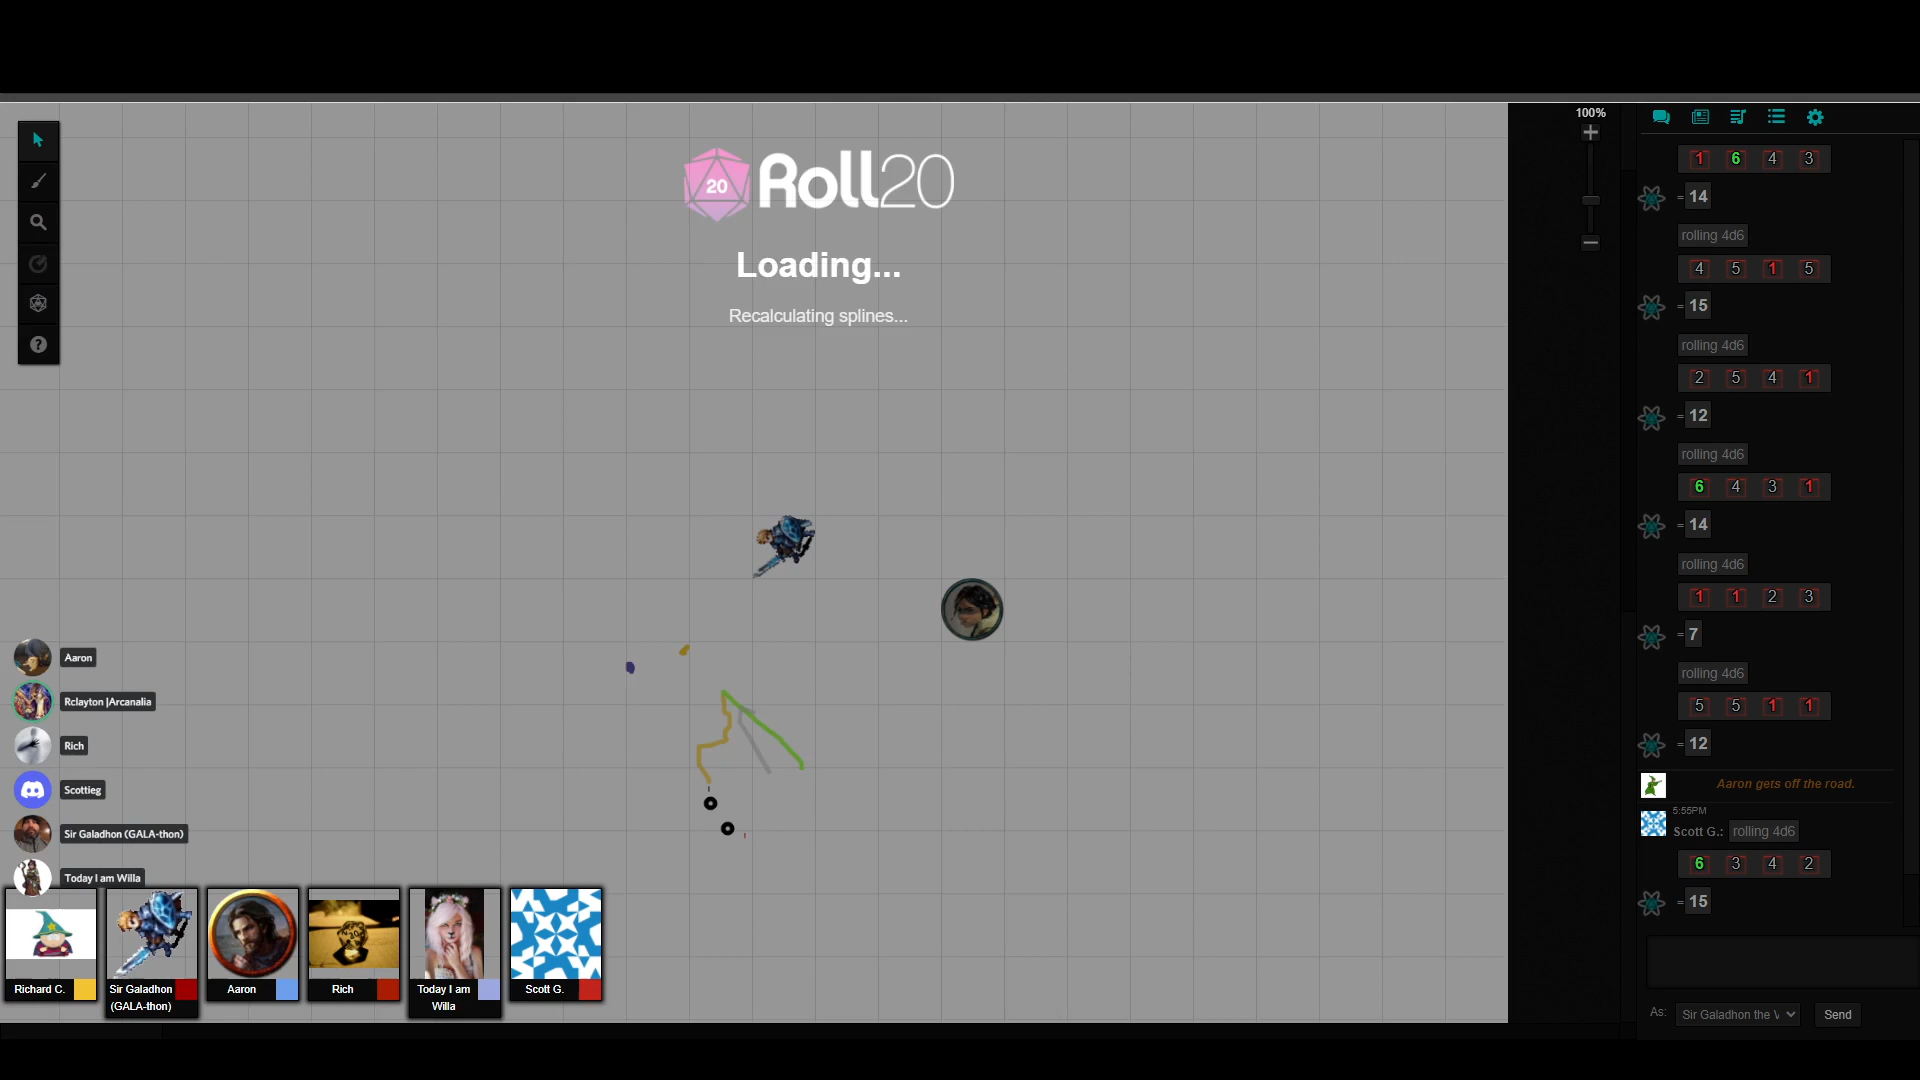 100%
20 Roll20
Loading...
Recalculating splines...
1 6 4 3
= 14
rolling 4d6
4 5 1 5
= 15
rolling 4d6
2 5 4 1
= 12
rolling 4d6
6 4 3 1
= 14
rolling 4d6
1 1 2 3
= 7
rolling 4d6
5 5 1 1
= 12
Aaron gets off the road.
5:55PM
Scott G.: rolling 4d6
6 3 4 2
= 15
As: Sir Galadhon the Send
Aaron
Rclayton |Arcanalia
Rich
Scottieg
Sir Galadhon (GALA-thon)
Today I am Willa
Richard C.
Sir Galadhon
(GALA-thon)
Aaron
Rich
Today I am
Willa
Scott G.